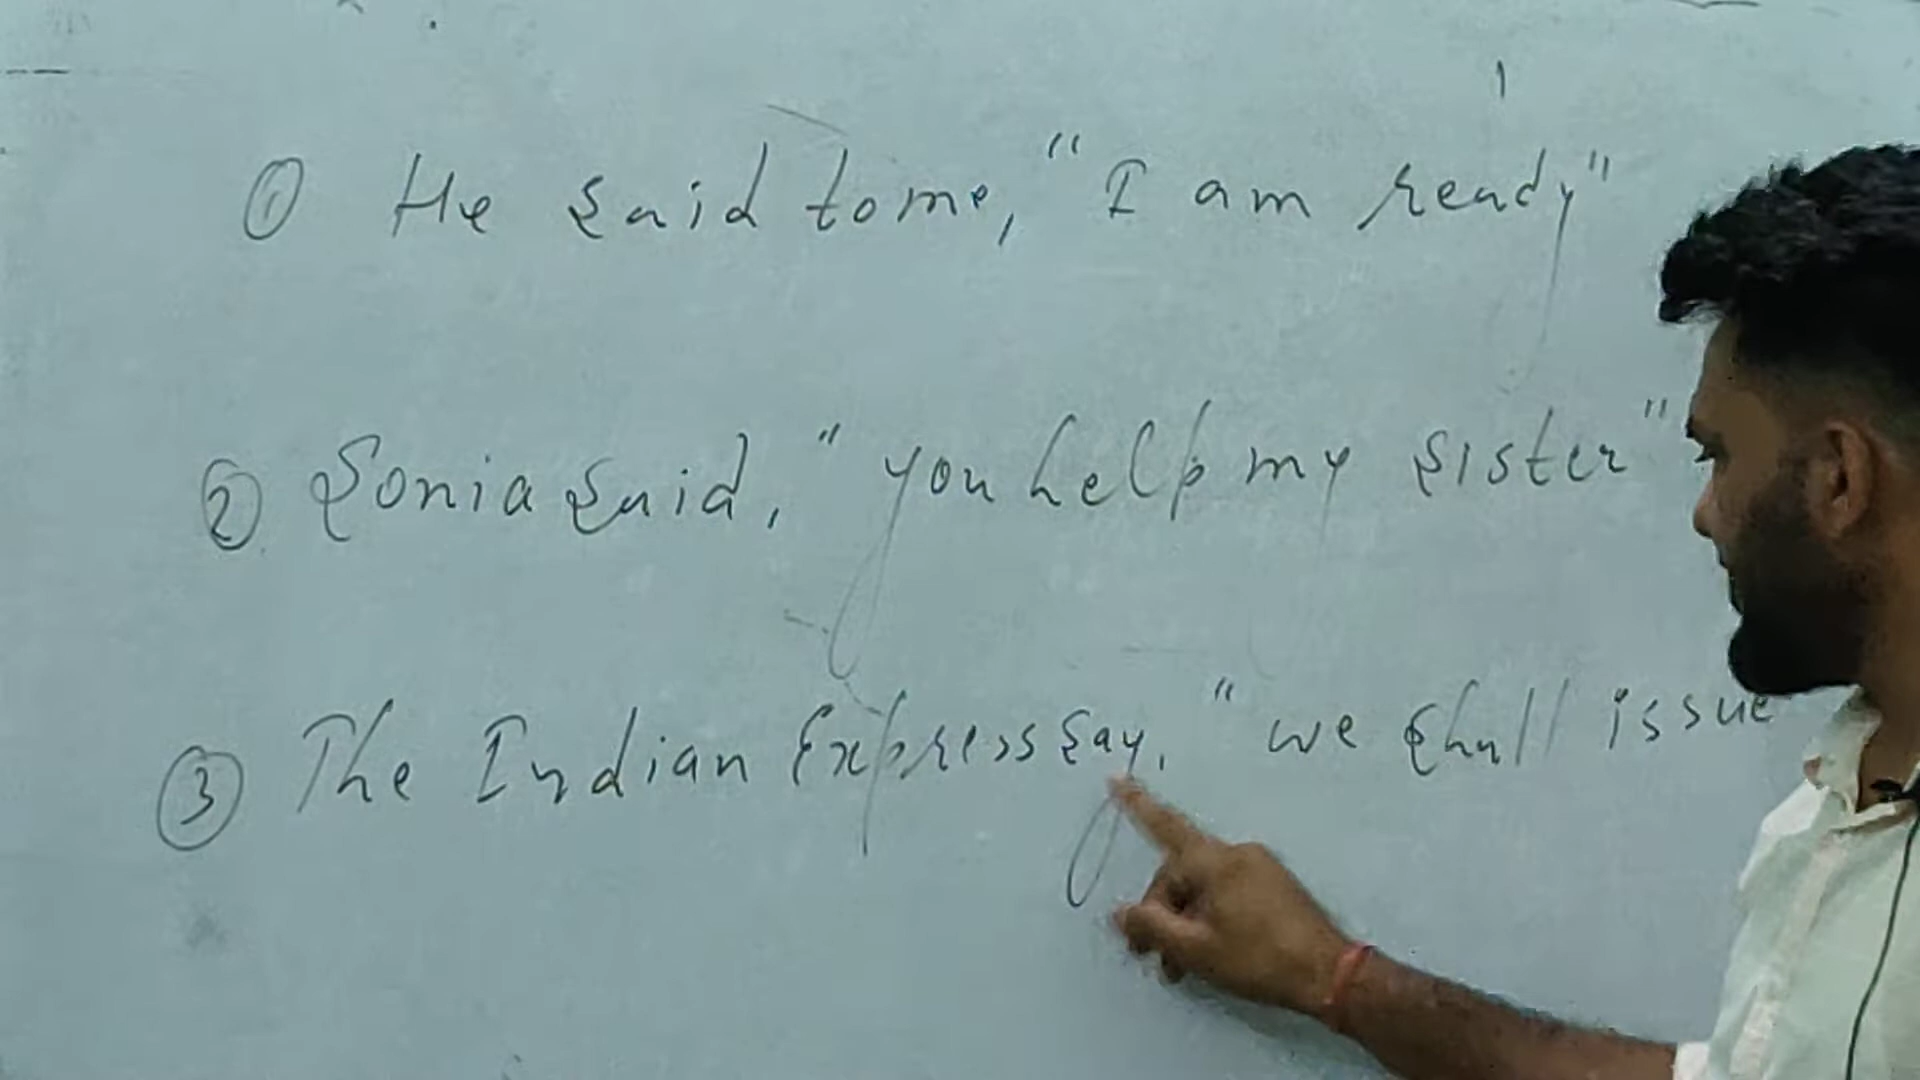 ① He said to me, "I am ready"
② Sonia said, "you help my sister"
③ The Indian Express say, "we shall issue